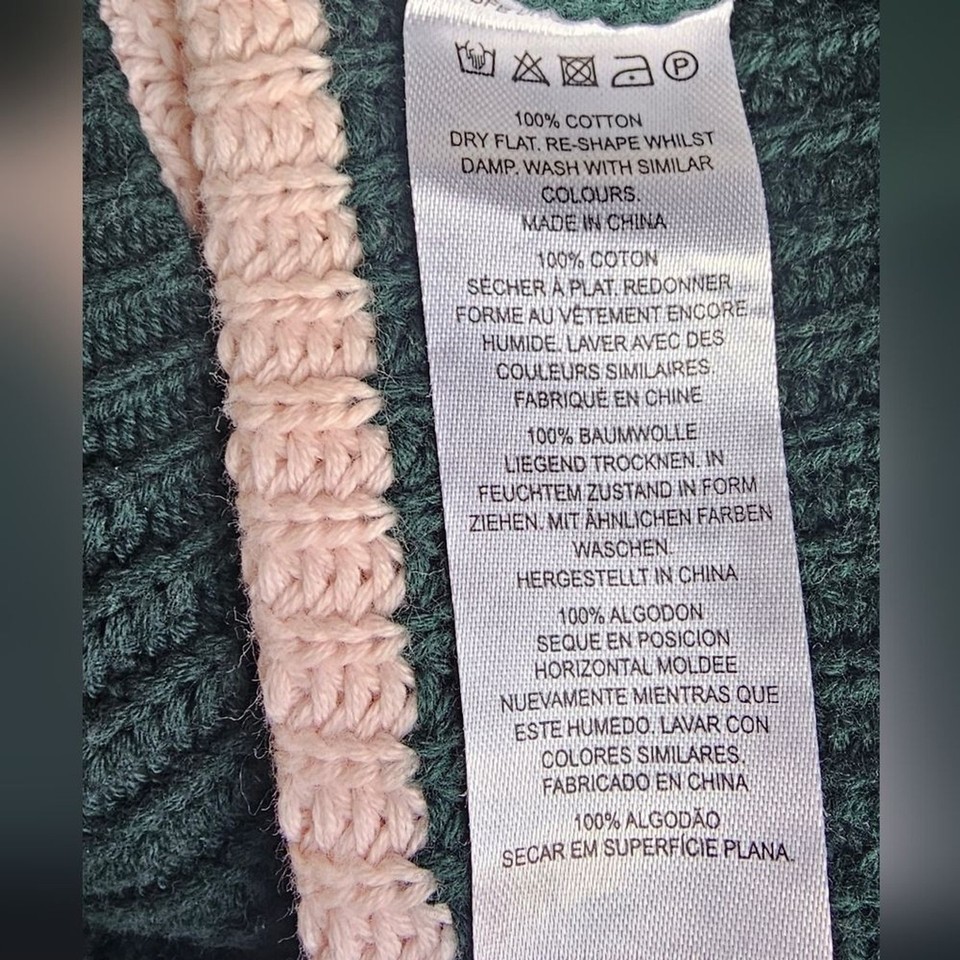 P
100% COTTON
DRY FLAT. RE-SHAPE WHILST
DAMP. WASH WITH SIMILAR
COLOURS.
MADE IN CHINA
100% COTON
SÉCHER À PLAT. REDONNER
FORME AU VÊTEMENT ENCORE
HUMIDE. LAVER AVEC DES
COULEURS SIMILAIRES.
FABRIQUÉ EN CHINE
100% BAUMWOLLE
LIEGEND TROCKNEN. IN
FEUCHTEM ZUSTAND IN FORM
ZIEHEN. MIT ÄHNLICHEN FARBEN
WASCHEN.
HERGESTELLT IN CHINA
100% ALGODON
SEQUE EN POSICION
HORIZONTAL MOLDEE
NUEVAMENTE MIENTRAS QUE
ESTE HUMEDO. LAVAR CON
COLORES SIMILARES.
FABRICADO EN CHINA
100% ALGODÃO
SECAR EM SUPERFÍCIE PLANA.